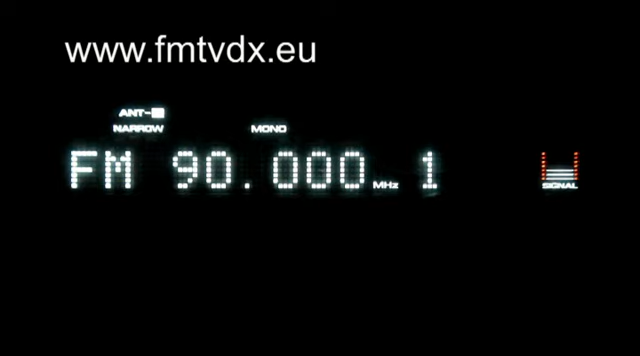 www.fmtvdx.eu
ANT-
NARROW MONO
FM 90.000 MHz 1
SIGNAL